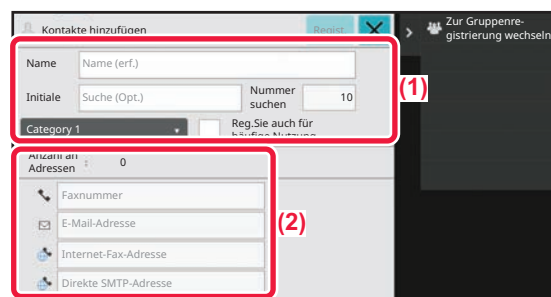 Kontakte hinzufügen
Regist.
Zur Gruppenre-
gistrierung wechseln
Name
Name (erf.)
Initiale
Suche (Opt.)
Nummer
suchen
10
(1)
Category 1
Reg.Sie auch für
häufige Nutzung
Anzahl an
Adressen : 0
Faxnummer
E-Mail-Adresse
(2)
Internet-Fax-Adresse
Direkte SMTP-Adresse